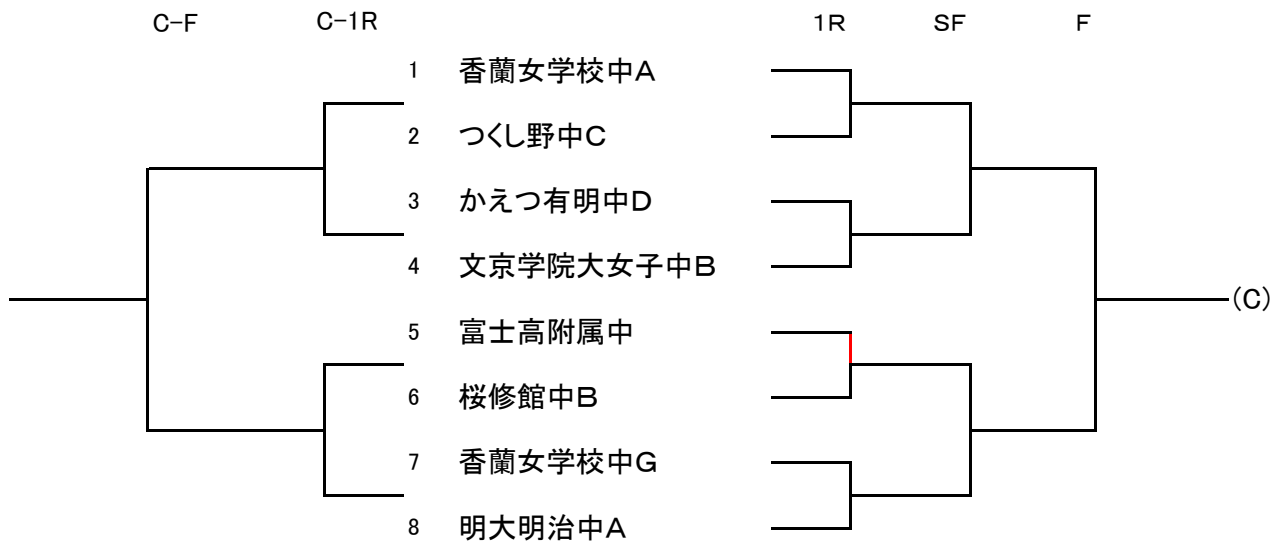 C-F C-1R 1R SF F
1 香蘭女学校中A
2 つくし野中C
3 かえつ有明中D
4 文京学院大女子中B
(C)
5 富士高附属中
6 桜修館中B
7 香蘭女学校中G
8 明大明治中A